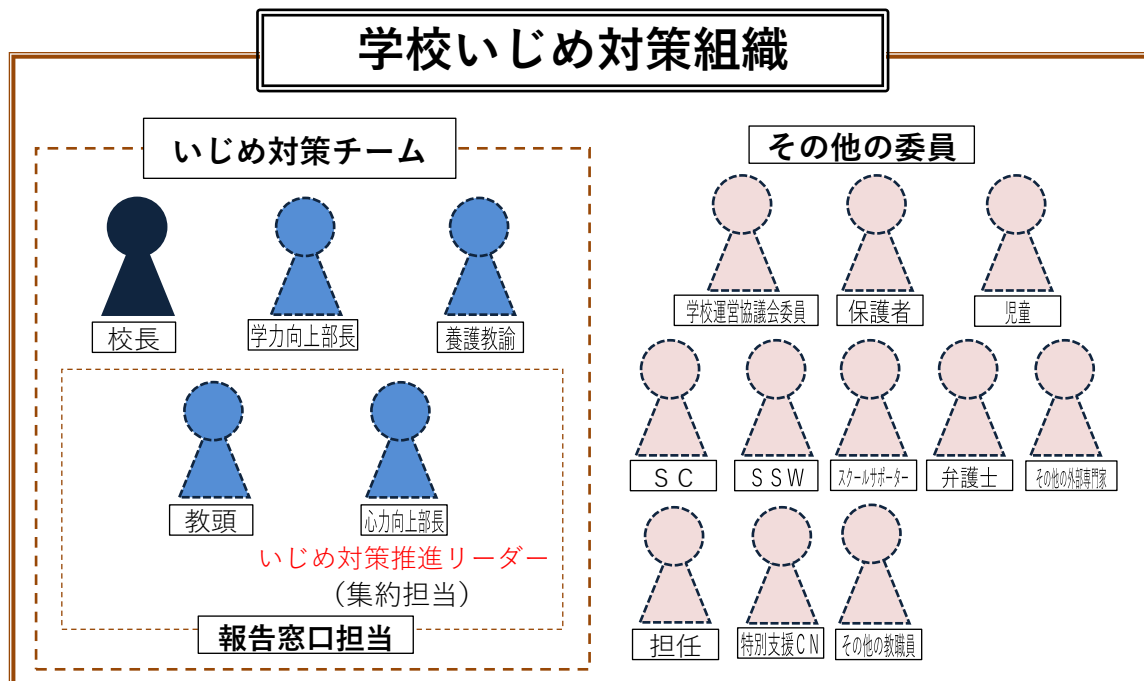 学校いじめ対策組織
いじめ対策チーム
校長
学力向上部長
養護教諭
教頭
心力向上部長
いじめ対策推進リーダー
（集約担当）
報告窓口担当
その他の委員
学校運営協議会委員
保護者
児童
ＳＣ
ＳＳＷ
スクールサポーター
弁護士
その他の外部専門家
担任
特別支援ＣＮ
その他の教職員